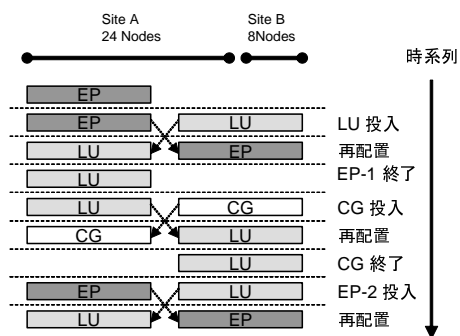 Site A
24 Nodes
Site B
8Nodes
時系列
EP
EP LU LU 投入
LU EP 再配置
LU EP-1 終了
LU CG CG 投入
CG LU 再配置
LU CG 終了
EP LU EP-2 投入
LU EP 再配置